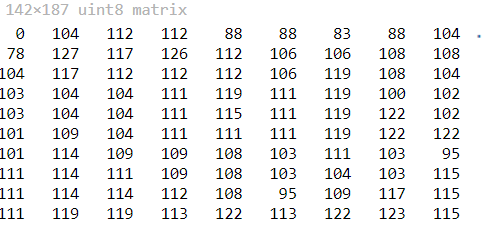 142×187 uint8 matrix
0 104 112 112 88 88 83 88 104 .
78 127 117 126 112 106 106 108 108
104 117 112 112 112 106 119 108 104
103 104 104 111 119 111 119 100 102
103 104 104 111 115 111 119 122 102
101 109 104 111 111 111 119 122 122
101 114 109 109 108 103 111 103 95
111 114 111 109 108 103 104 103 115
111 114 114 112 108 95 109 117 115
111 119 119 113 122 113 122 123 115